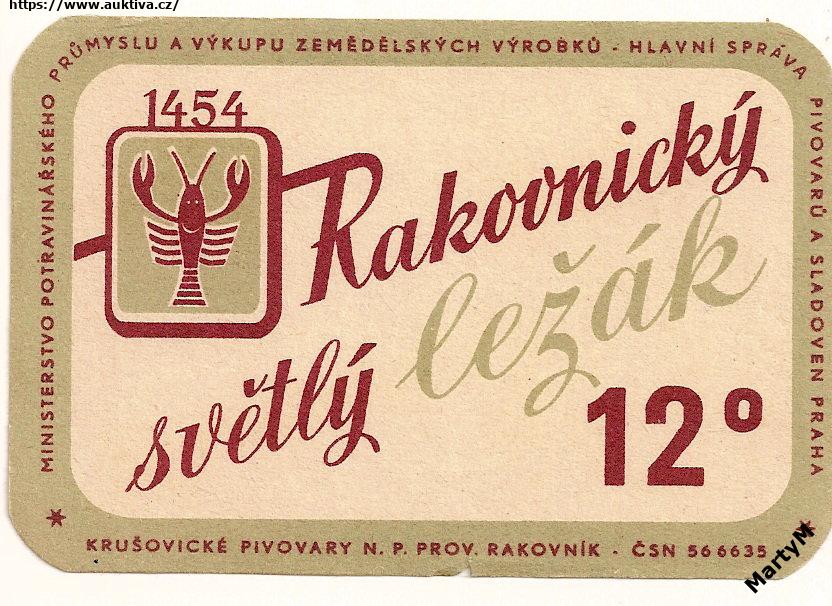 https://www.auktiva.cz/
MINISTERSTVO POTRAVINÁŘSKÉHO PRŮMYSLU A VÝKUPU ZEMĚDĚLSKÝCH VÝROBKŮ - HLAVNÍ SPRÁVA PIVOVARŮ A SLADOVEN PRAHA
1454
Rakovnický
ležák
světlý
12°
KRUŠOVICKÉ PIVOVARY N. P. PROV. RAKOVNÍK - ČSN 56 6635
MartyM